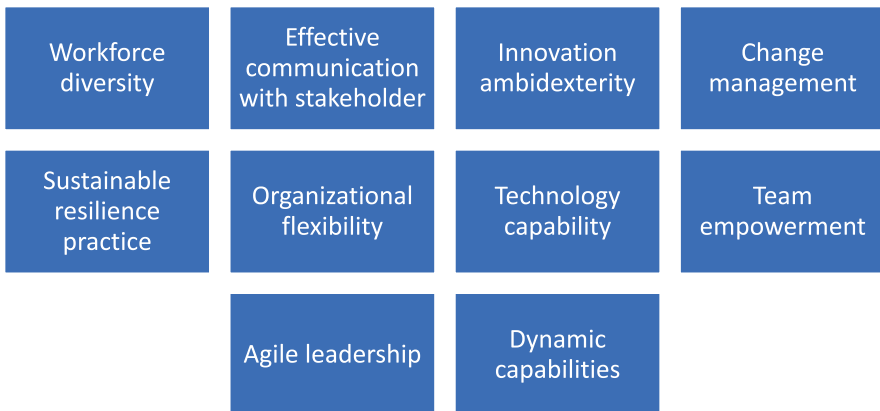 Workforce
diversity
Effective
communication
with stakeholder
Innovation
ambidexterity
Change
management
Sustainable
resilience
practice
Organizational
flexibility
Technology
capability
Team
empowerment
Agile leadership
Dynamic
capabilities